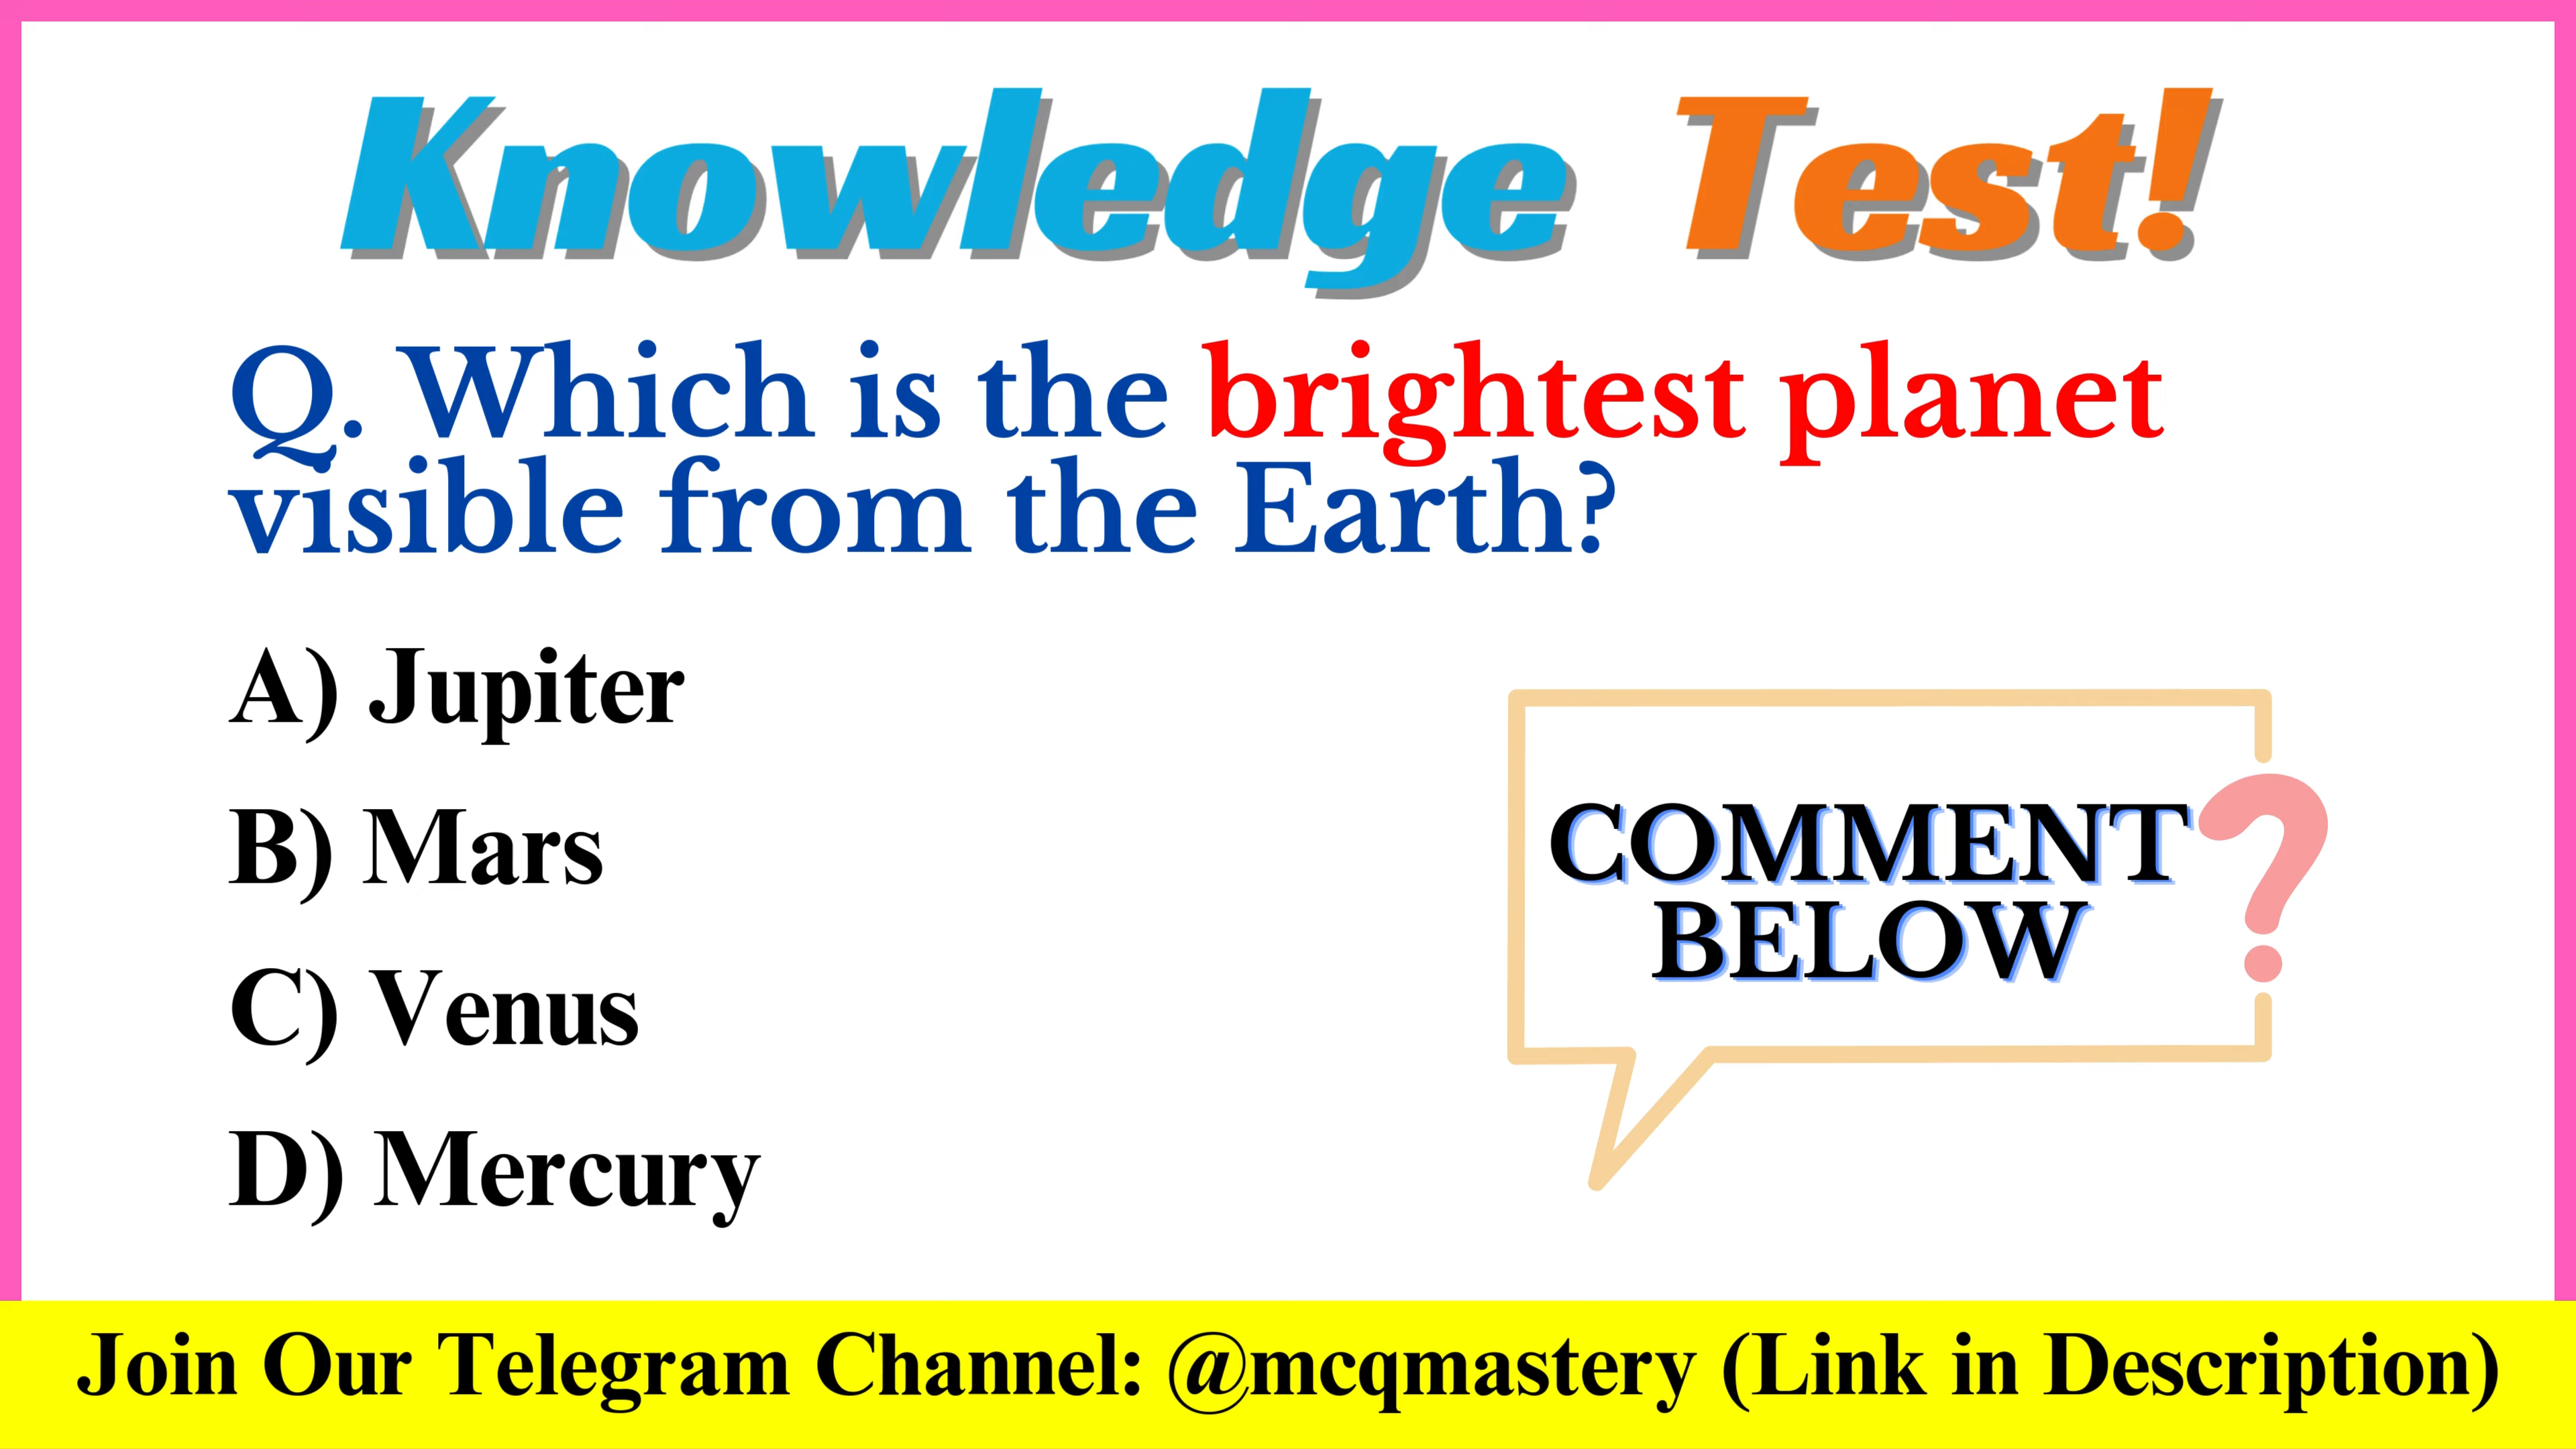 Knowledge Test!
Q. Which is the brightest planet
visible from the Earth?
A) Jupiter
B) Mars
C) Venus
D) Mercury
COMMENT
BELOW
?
Join Our Telegram Channel: @mcqmastery (Link in Description)